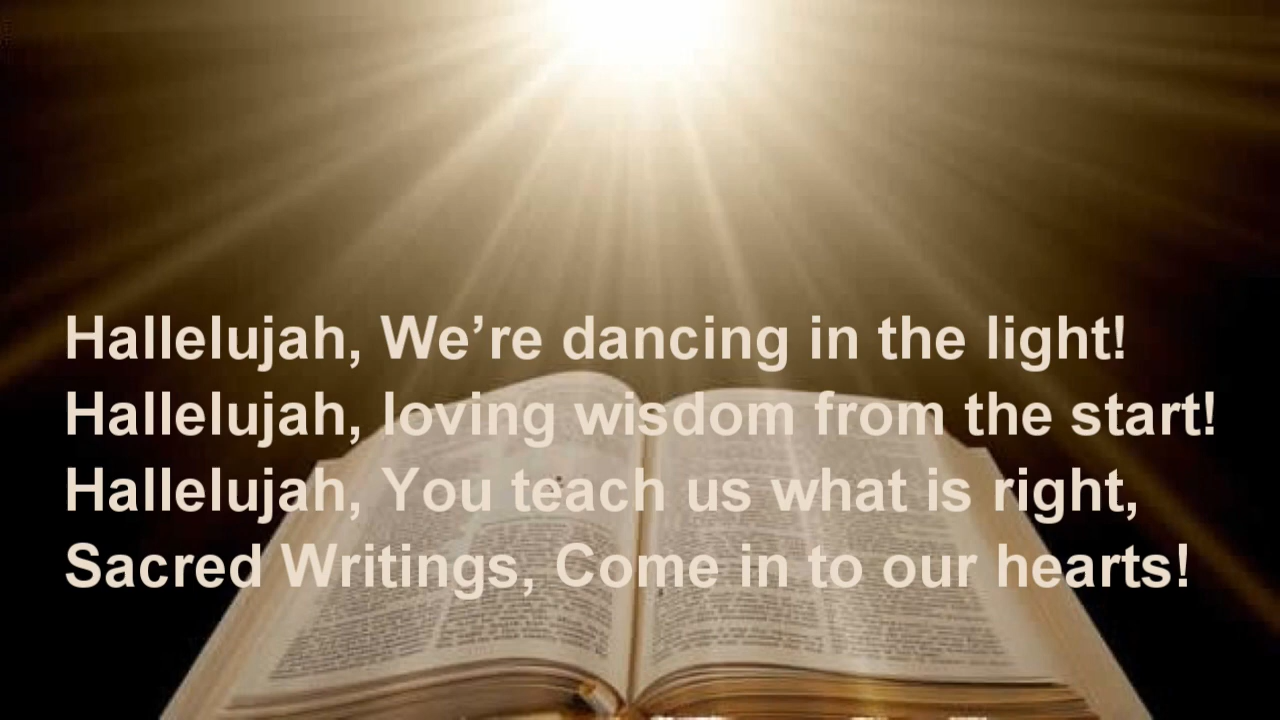 Hallelujah, We’re dancing in the light!
Hallelujah, loving wisdom from the start!
Hallelujah, You teach us what is right,
Sacred Writings, Come in to our hearts!